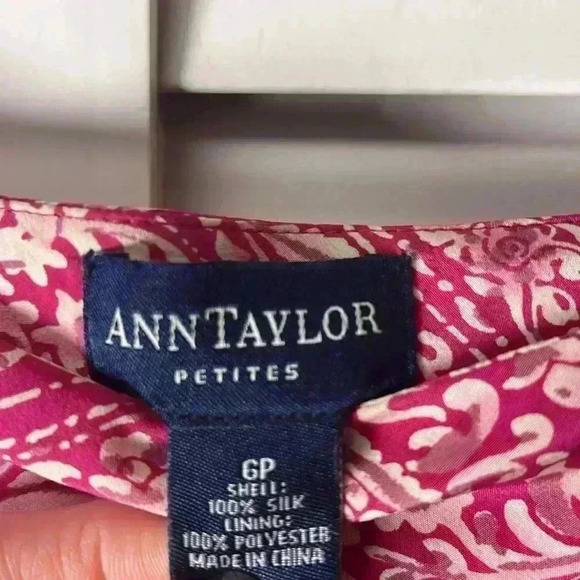 ANNTAYLOR
PETITES
6P
SHELL:
100% SILK
LINING:
100% POLYESTER
MADE IN CHINA